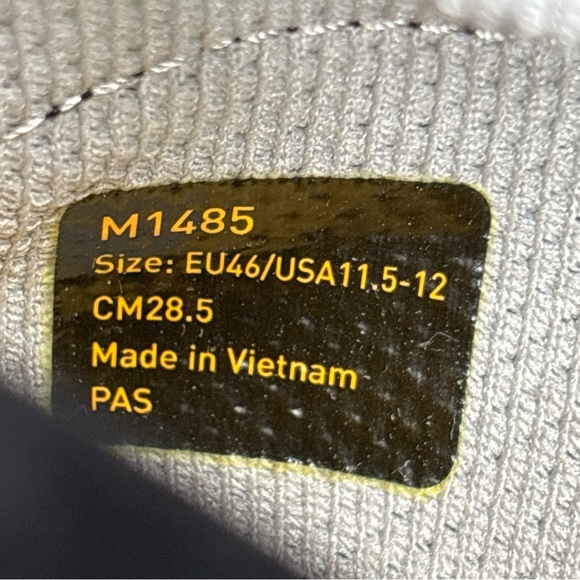 M1485
Size: EU46/USA11.5-12
CM28.5
Made in Vietnam
PAS